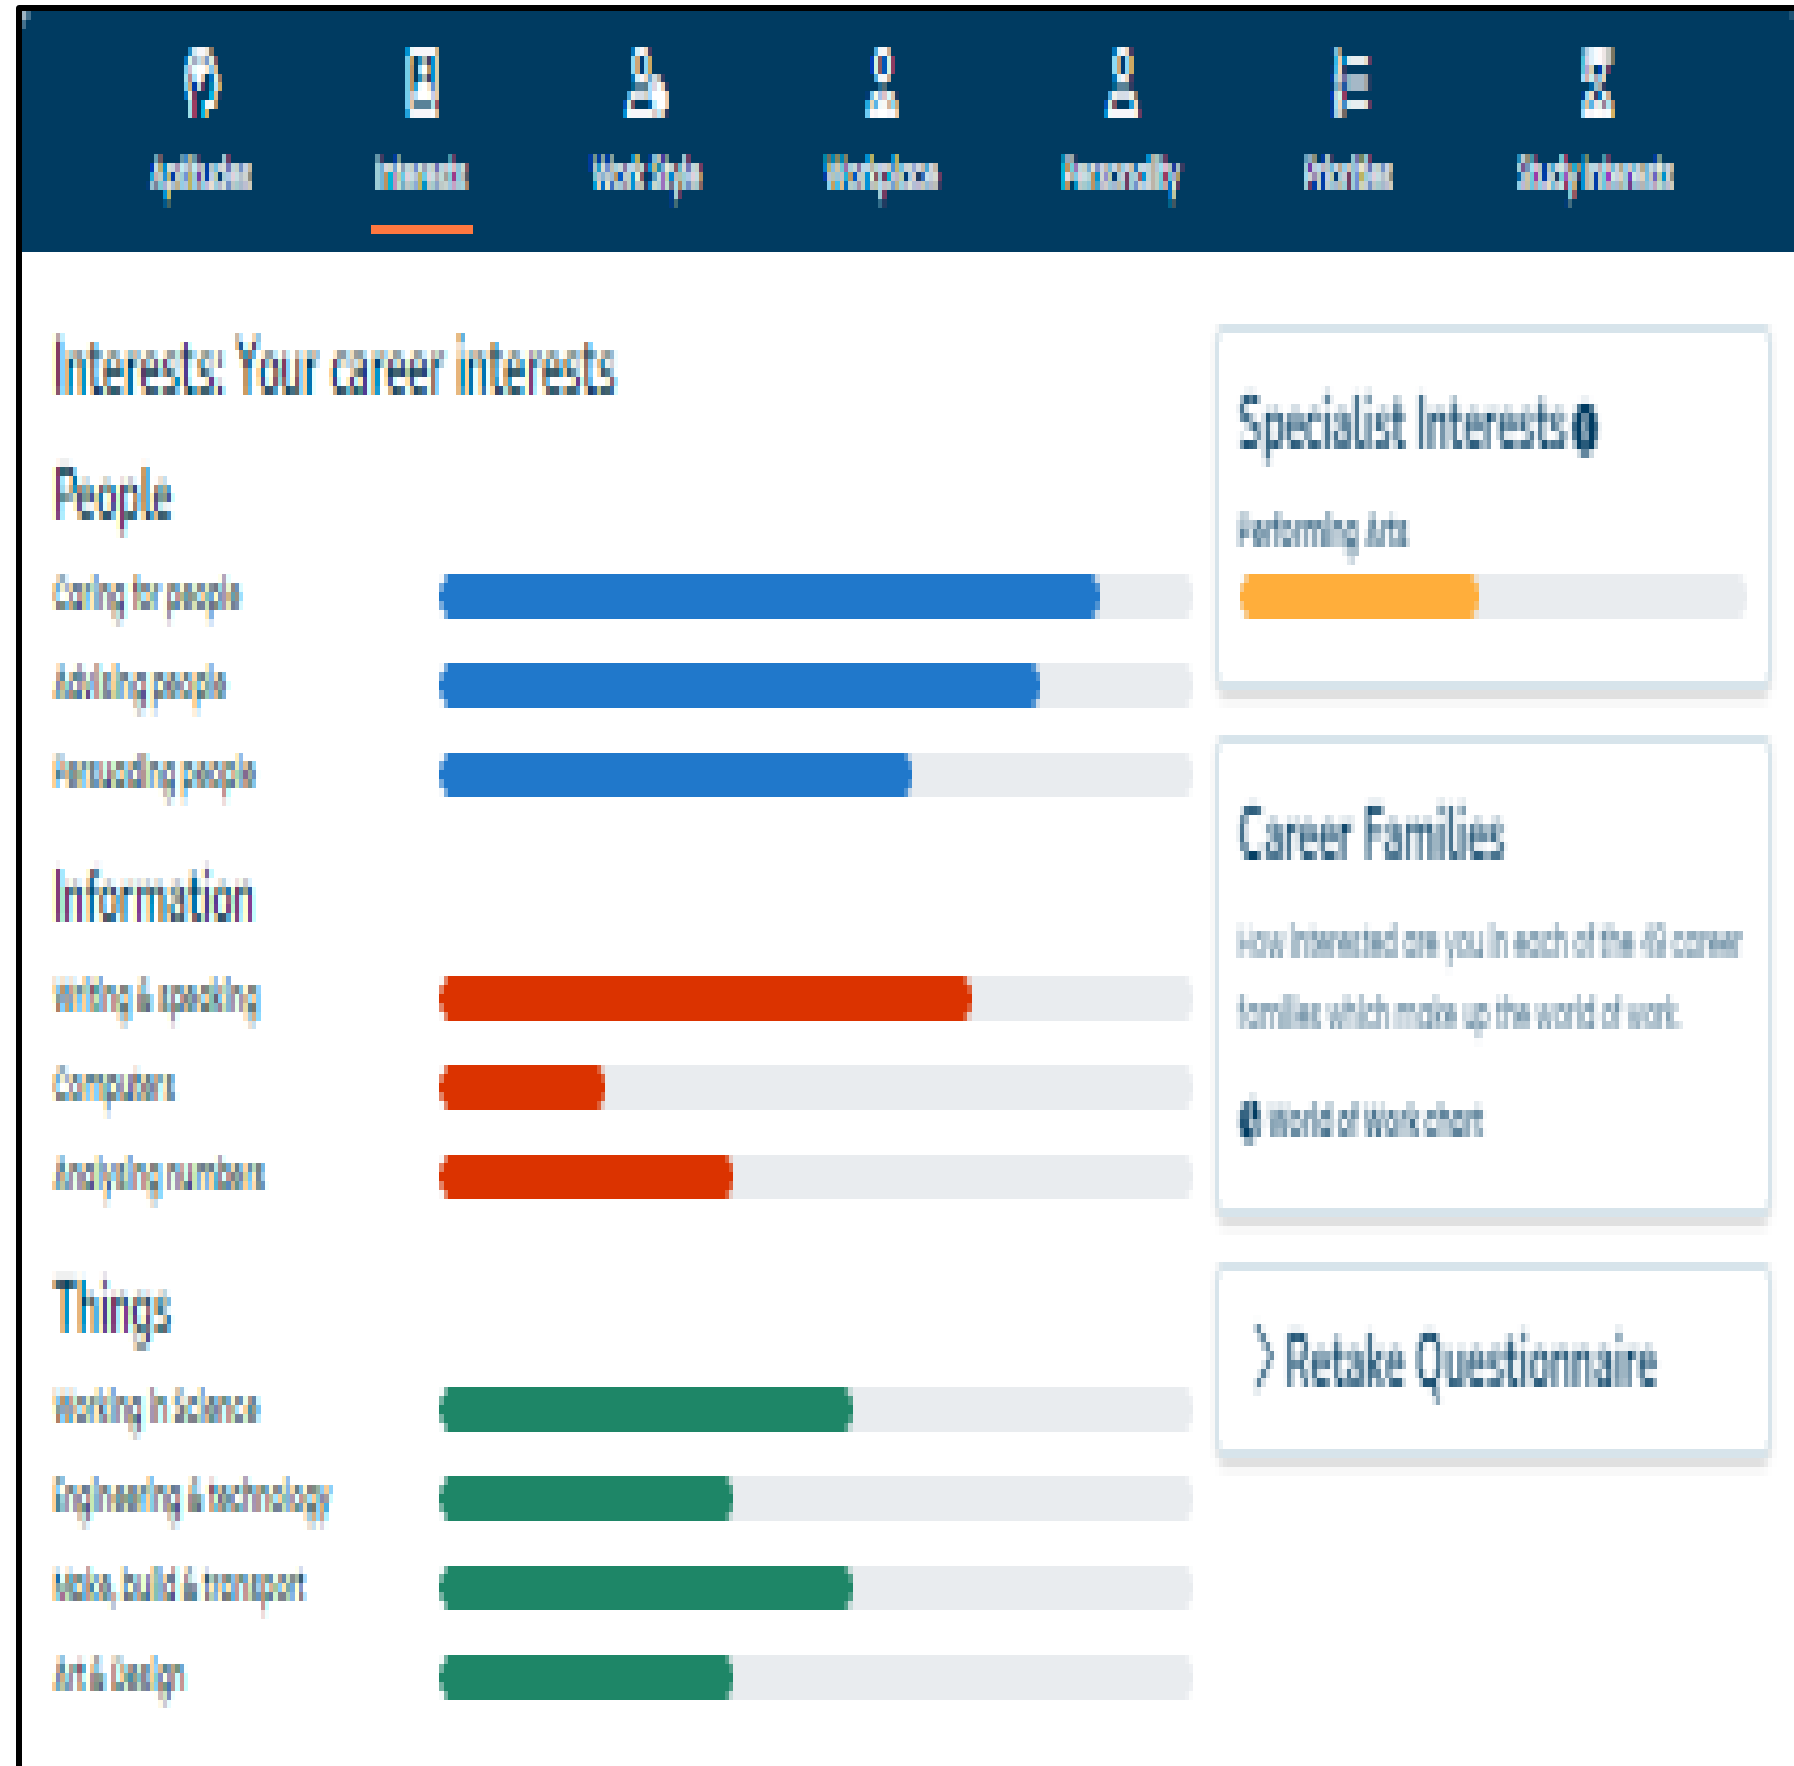 Aptitudes Interests Work Style Workplace Personality Priorities Study Interests
Interests: Your career interests
People
Caring for people
Advising people
Persuading people
Information
Writing & speaking
Computers
Analysing numbers
Things
Working in Science
Engineering & technology
Make, build & transport
Art & Design
Specialist Interests
Performing Arts
Career Families
How interested are you in each of the career
families which make up the world of work.
World of Work chart
Retake Questionnaire